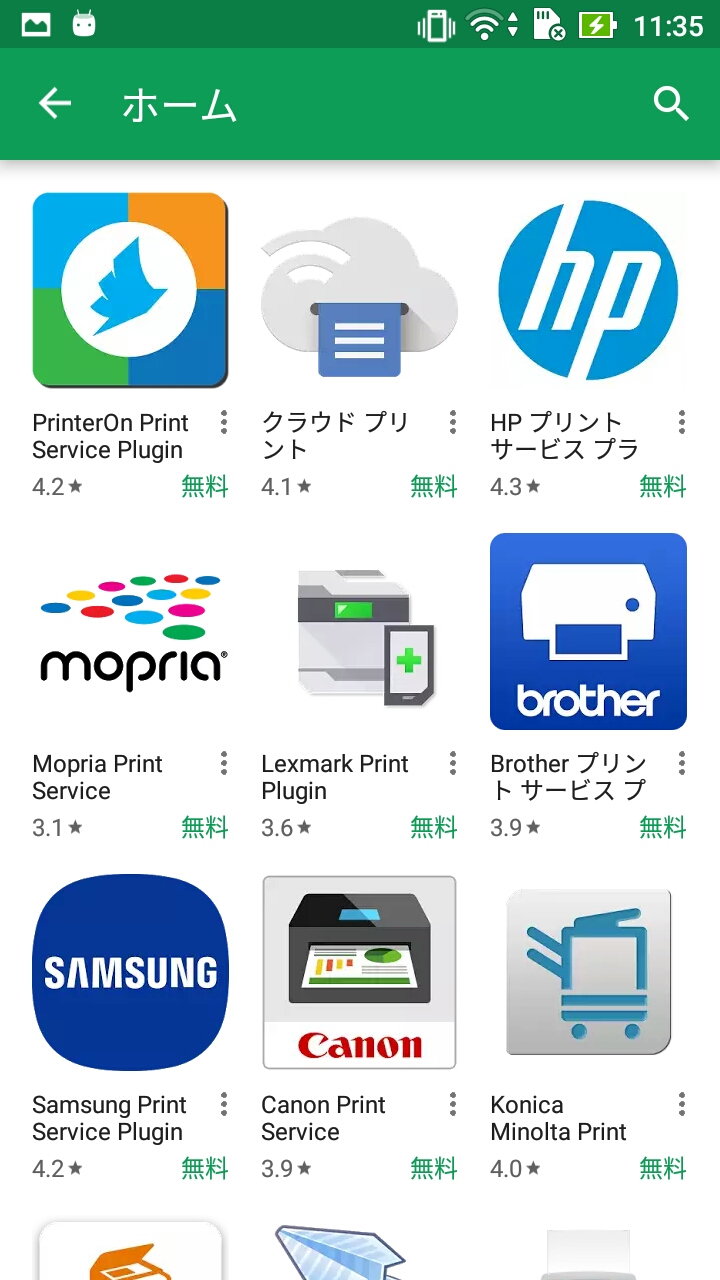 11:35
ホーム
hp
PrinterOn Print
Service Plugin
4.2★ 無料
クラウド プリ
ント
4.1★ 無料
HP プリント
サービス プラ
4.3★ 無料
mopria®
brother
Mopria Print
Service
3.1★ 無料
Lexmark Print
Plugin
3.6★ 無料
Brother プリン
ト サービス プ
3.9★ 無料
SAMSUNG
Canon
Samsung Print
Service Plugin
4.2★ 無料
Canon Print
Service
3.9★ 無料
Konica
Minolta Print
4.0★ 無料